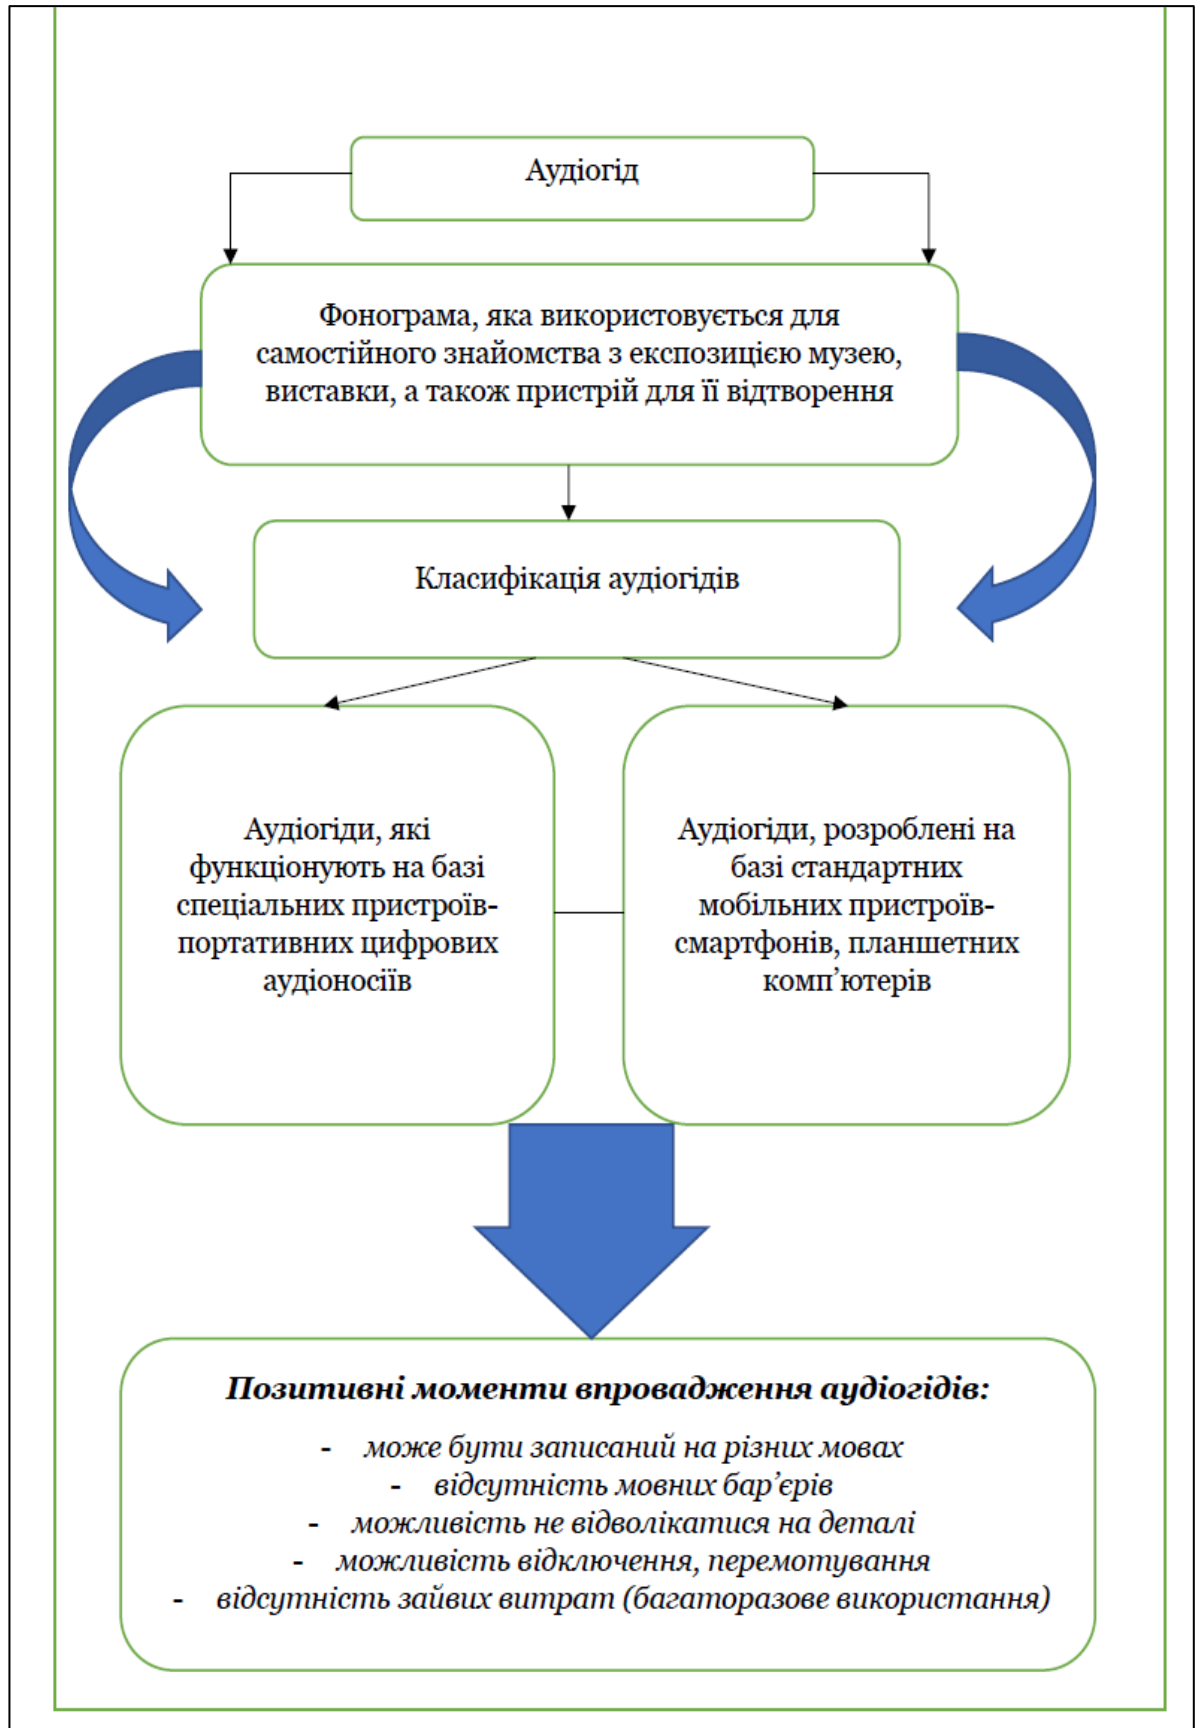 Аудіогід
Фонограма, яка використовується для
самостійного знайомства з експозицією музею,
виставки, а також пристрій для її відтворення
Класифікація аудіогідів
Аудіогіди, які
функціонують на базі
спеціальних пристроїв-
портативних цифрових
аудіоносіїв
Аудіогіди, розроблені на
базі стандартних
мобільних пристроїв-
смартфонів, планшетних
комп’ютерів
Позитивні моменти впровадження аудіогідів:
- може бути записаний на різних мовах
- відсутність мовних бар’єрів
- можливість не відволікатися на деталі
- можливість відключення, перемотування
- відсутність зайвих витрат (багаторазове використання)